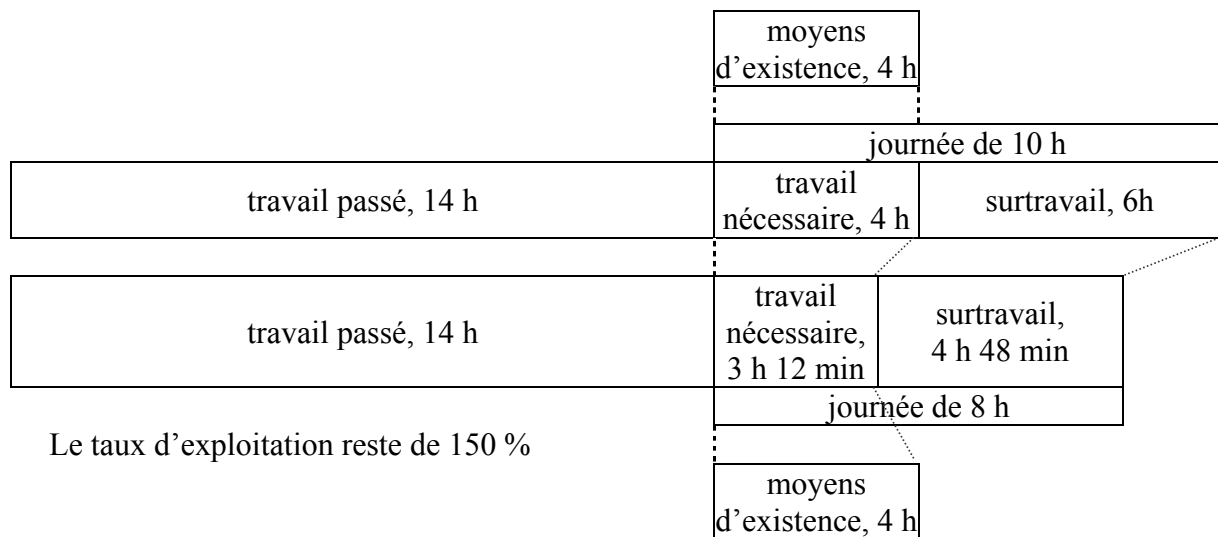 moyens
d’existence, 4 h
journée de 10 h
travail passé, 14 h
travail
nécessaire, 4 h
surtravail, 6h
travail passé, 14 h
travail
nécessaire,
3 h 12 min
surtravail,
4 h 48 min
journée de 8 h
Le taux d’exploitation reste de 150 %
moyens
d’existence, 4 h